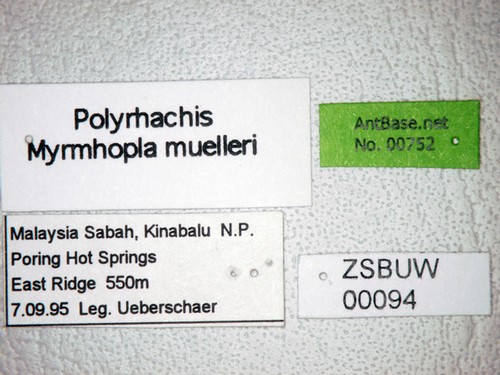 Polyrhachis
Myrmhopla muelleri
AntBase.net
No. 00752
Malaysia Sabah, Kinabalu N.P.
Poring Hot Springs
East Ridge 550m
7.09.95 Leg. Ueberschaer
ZSBUW
00094